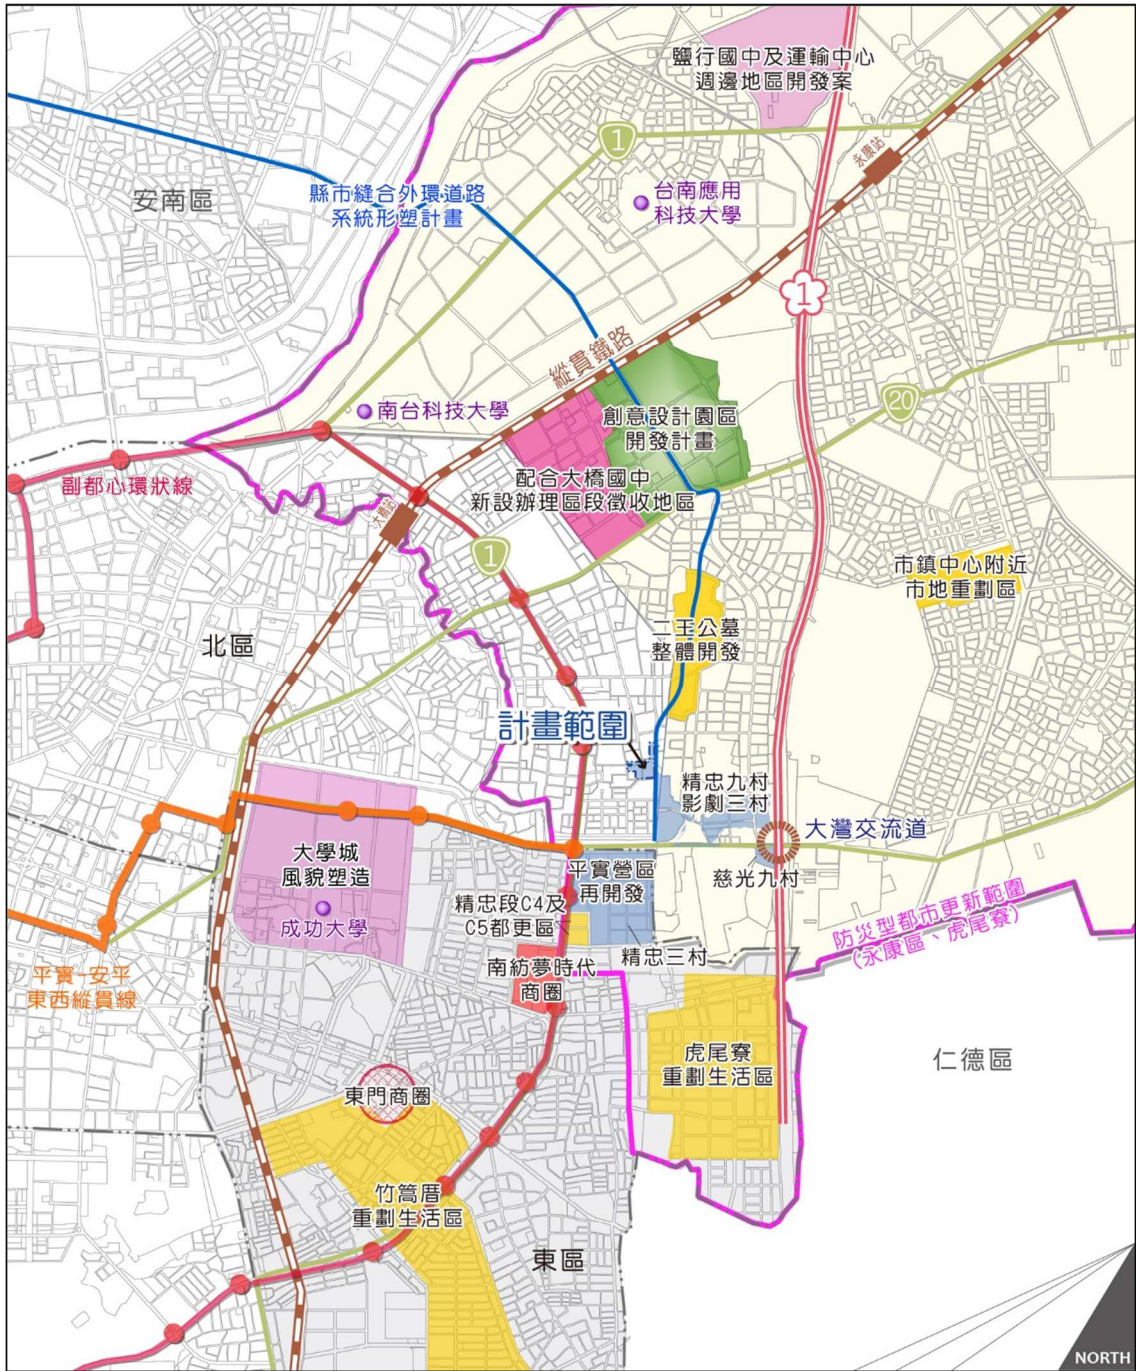 鹽行國中及運輸中心
週邊地區開發案
1
永康站
安南區
縣市縫合外環道路
系統形塑計畫
台南應用
科技大學
1
縱貫鐵路
南台科技大學
20
創意設計園區
開發計畫
副都心環狀線
配合大橋國中
新設辦理區段徵收地區
大橋站
1
市鎮中心附近
市地重劃區
北區
二王公墓
整體開發
計畫範圍
精忠九村
影劇三村
大灣交流道
大學城
風貌塑造
成功大學
平實營區
再開發
慈光九村
精忠段C4及
C5都更區
精忠三村
防災型都市更新範圍
(永康區、虎尾寮)
平實-安平
東西縱貫線
南紡夢時代
商圈
虎尾寮
重劃生活區
仁德區
東門商圈
竹篙厝
重劃生活區
東區
NORTH